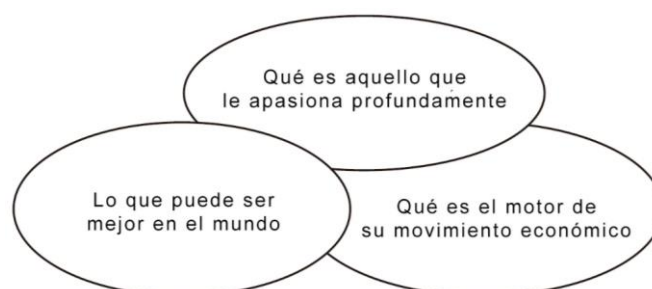 Qué es aquello que
le apasiona profundamente
Lo que puede ser
mejor en el mundo
Qué es el motor de
su movimiento económico